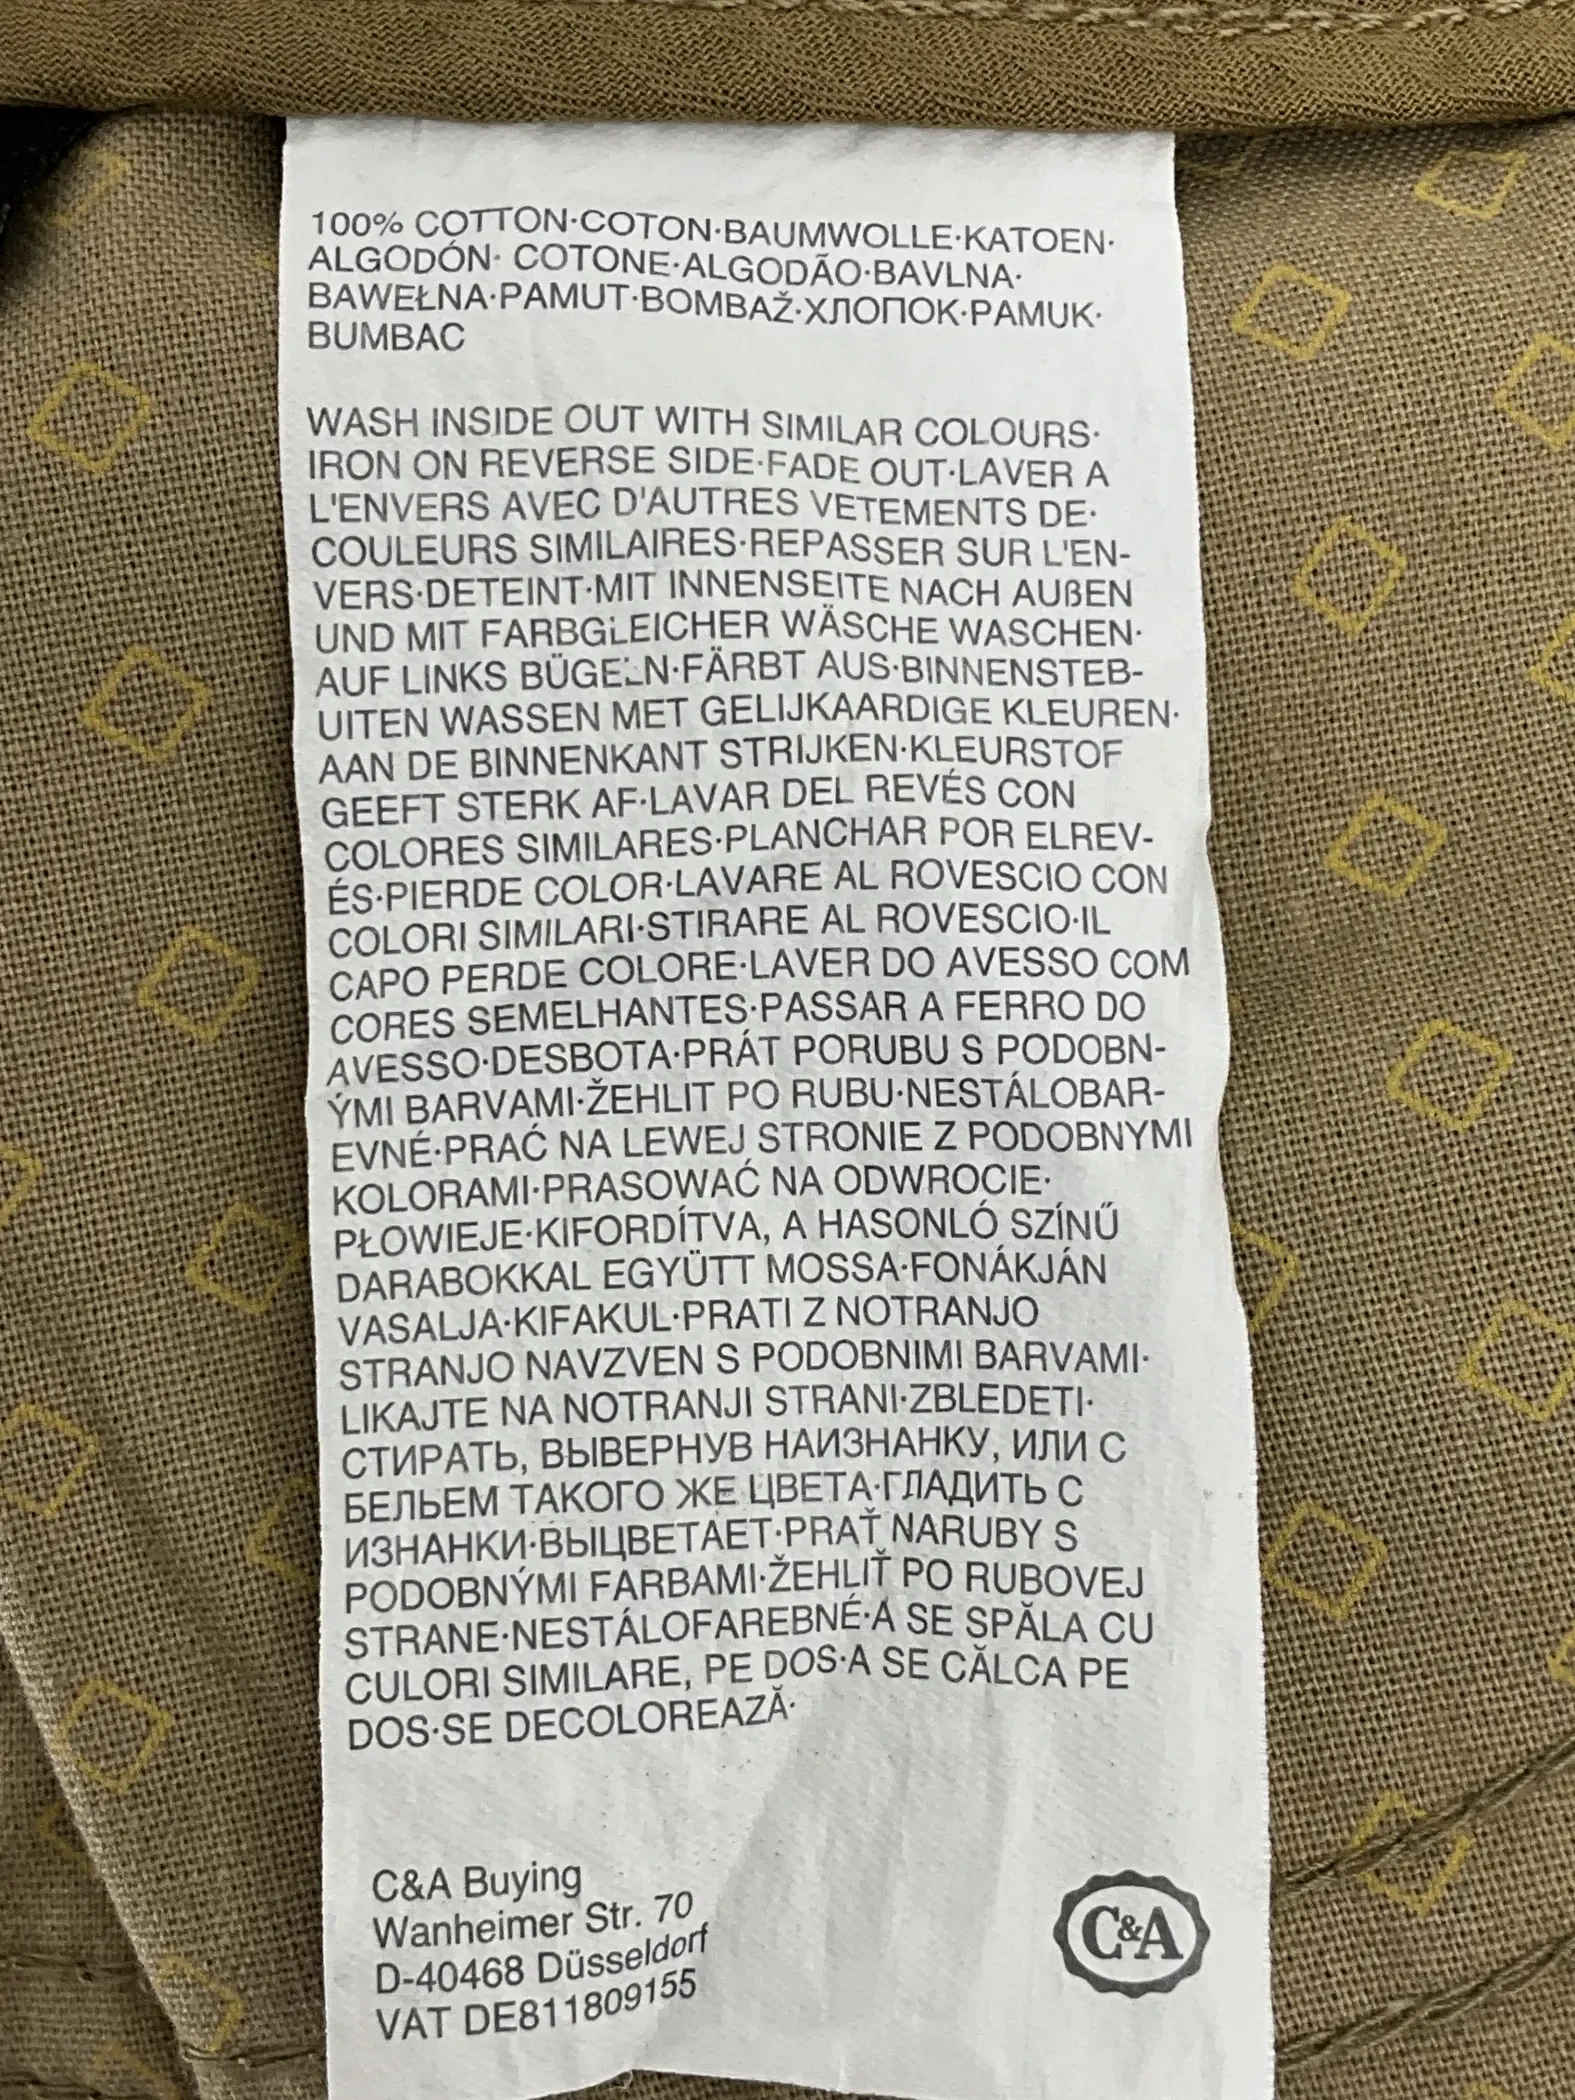 100% COTTON·COTON·BAUMWOLLE·KATOEN·
ALGODÓN· COTONE·ALGODÃO·BAVLNA·
BAWEŁNA·PAMUT·BOMBAŽ·ХЛОПОК·PAMUK·
BUMBAC
WASH INSIDE OUT WITH SIMILAR COLOURS·
IRON ON REVERSE SIDE·FADE OUT·LAVER A
L'ENVERS AVEC D'AUTRES VETEMENTS DE·
COULEURS SIMILAIRES·REPASSER SUR L'EN-
VERS·DETEINT·MIT INNENSEITE NACH AUßEN
UND MIT FARBGLEICHER WÄSCHE WASCHEN·
AUF LINKS BÜGELN·FÄRBT AUS·BINNENSTEB-
UITEN WASSEN MET GELIJKAARDIGE KLEUREN·
AAN DE BINNENKANT STRIJKEN·KLEURSTOF
GEEFT STERK AF·LAVAR DEL REVÉS CON
COLORES SIMILARES·PLANCHAR POR ELREV-
ÉS·PIERDE COLOR·LAVARE AL ROVESCIO CON
COLORI SIMILARI·STIRARE AL ROVESCIO·IL
CAPO PERDE COLORE·LAVER DO AVESSO COM
CORES SEMELHANTES·PASSAR A FERRO DO
AVESSO·DESBOTA·PRÁT PORUBU S PODOBN-
ÝMI BARVAMI·ŽEHLIT PO RUBU·NESTÁLOBAR-
EVNÉ·PRAĆ NA LEWEJ STRONIE Z PODOBNYMI
KOLORAMI·PRASOWAĆ NA ODWROCIE·
PŁOWIEJE·KIFORDÍTVA, A HASONLÓ SZÍNŰ
DARABOKKAL EGYÜTT MOSSA·FONÁKJÁN
VASALJA·KIFAKUL·PRATI Z NOTRANJO
STRANJO NAVZVEN S PODOBNIMI BARVAMI·
LIKAJTE NA NOTRANJI STRANI·ZBLEDETI·
СТИРАТЬ, ВЫВЕРНУВ НАИЗНАНКУ, ИЛИ С
БЕЛЬЕМ ТАКОГО ЖЕ ЦВЕТА·ГЛАДИТЬ С
ИЗНАНКИ·ВЫЦВЕТАЕТ·PRAŤ NARUBY S
PODOBNÝMI FARBAMI·ŽEHLIŤ PO RUBOVEJ
STRANE·NESTÁLOFAREBNÉ·A SE SPĂLA CU
CULORI SIMILARE, PE DOS·A SE CĂLCA PE
DOS·SE DECOLOREAZĂ·
C&A Buying
Wanheimer Str. 70
D-40468 Düsseldorf
VAT DE811809155
C&A